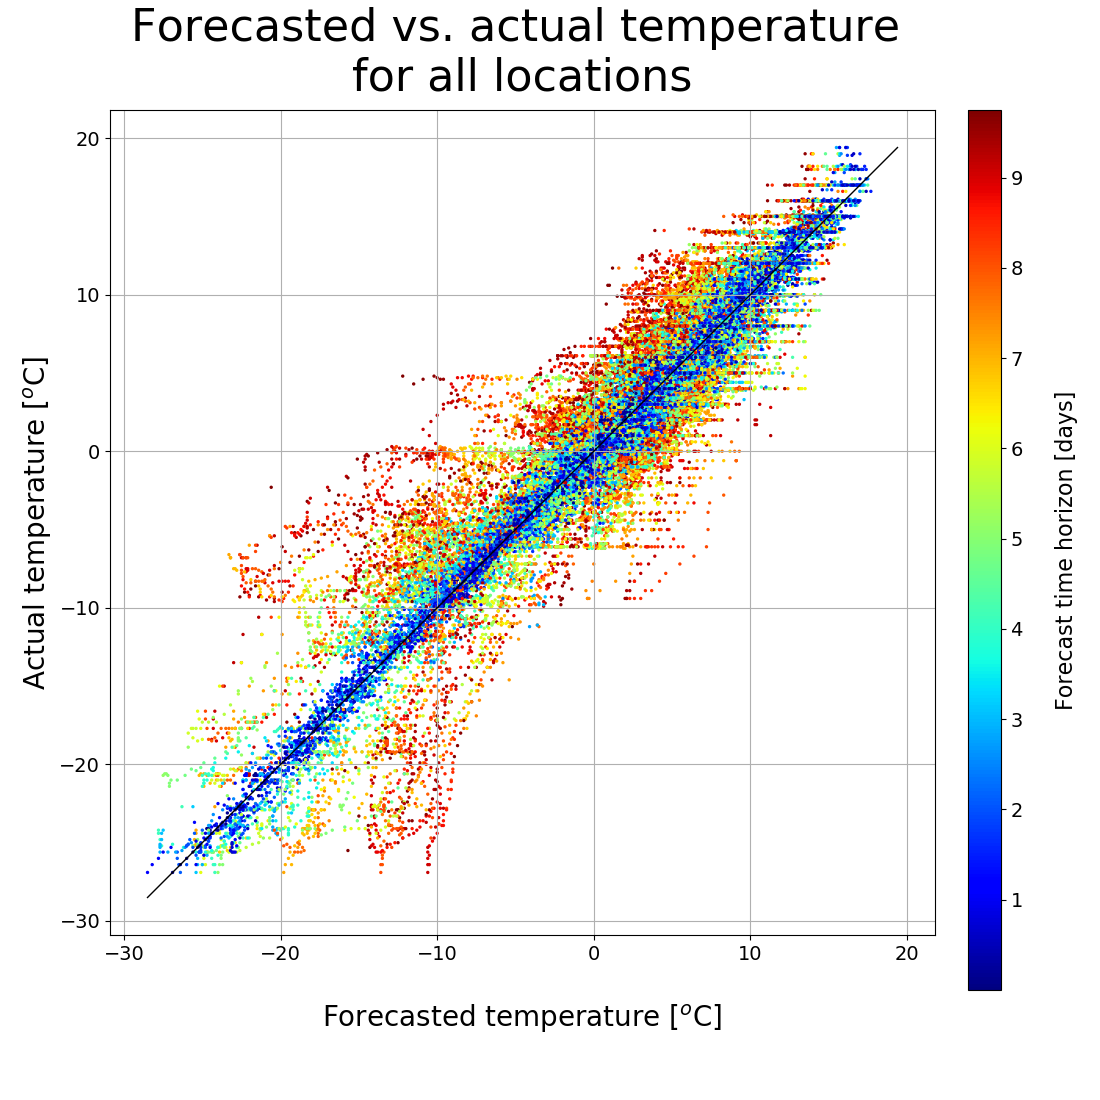 Forecasted vs. actual temperature
for all locations
20
10
0
−10
−20
−30
Actual temperature [°C]
−30 −20 −10 0 10 20
Forecasted temperature [°C]
9
8
7
6
5
4
3
2
1
Forecast time horizon [days]